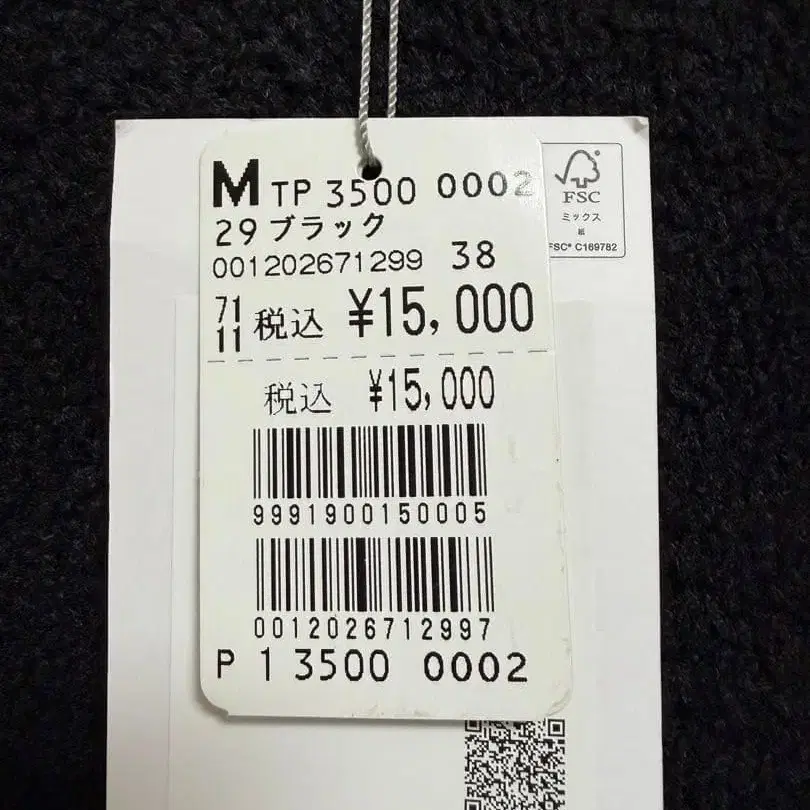 M TP 3500 0002
29 ブラック
001202671299 38
71
11 税込 ¥15,000
税込 ¥15,000
9991900150005
0012026712997
P 1 3500 0002
FSC
ミックス
紙
FSC® C169782